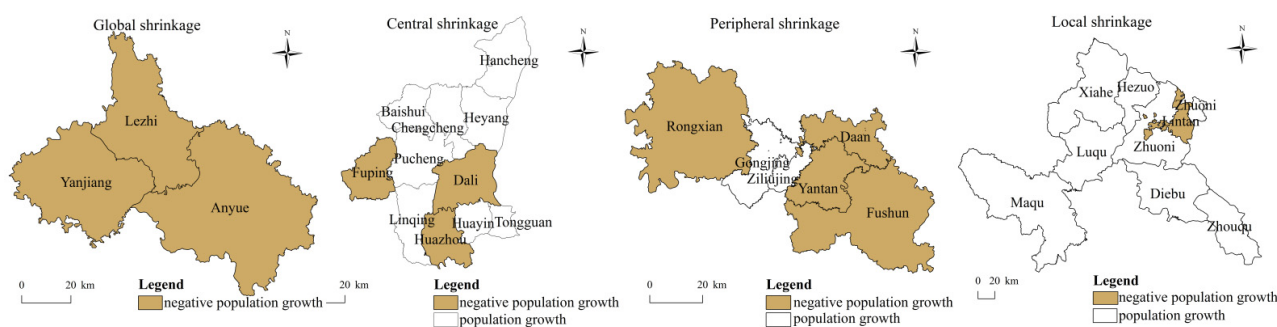 Global shrinkage
N
Lezhi
Yanjiang
Anyue
Legend
negative population growth
0 20 km
Central shrinkage
N
Hancheng
Baishui
Heyang
Chengcheng
Pucheng
Fuping
Dali
Linqing
Huayin
Tongguan
Huazhou
Legend
negative population growth
population growth
0 20 km
Peripheral shrinkage
N
Rongxian
Daan
Gongjing
Ziliujing
Yantan
Fushun
Legend
negative population growth
population growth
0 20 km
Local shrinkage
N
Hezuo
Xiahe
Zhuoni
Lintan
Zhuoni
Luqu
Diebu
Maqu
Zhouqu
Legend
negative population growth
population growth
0 20 km